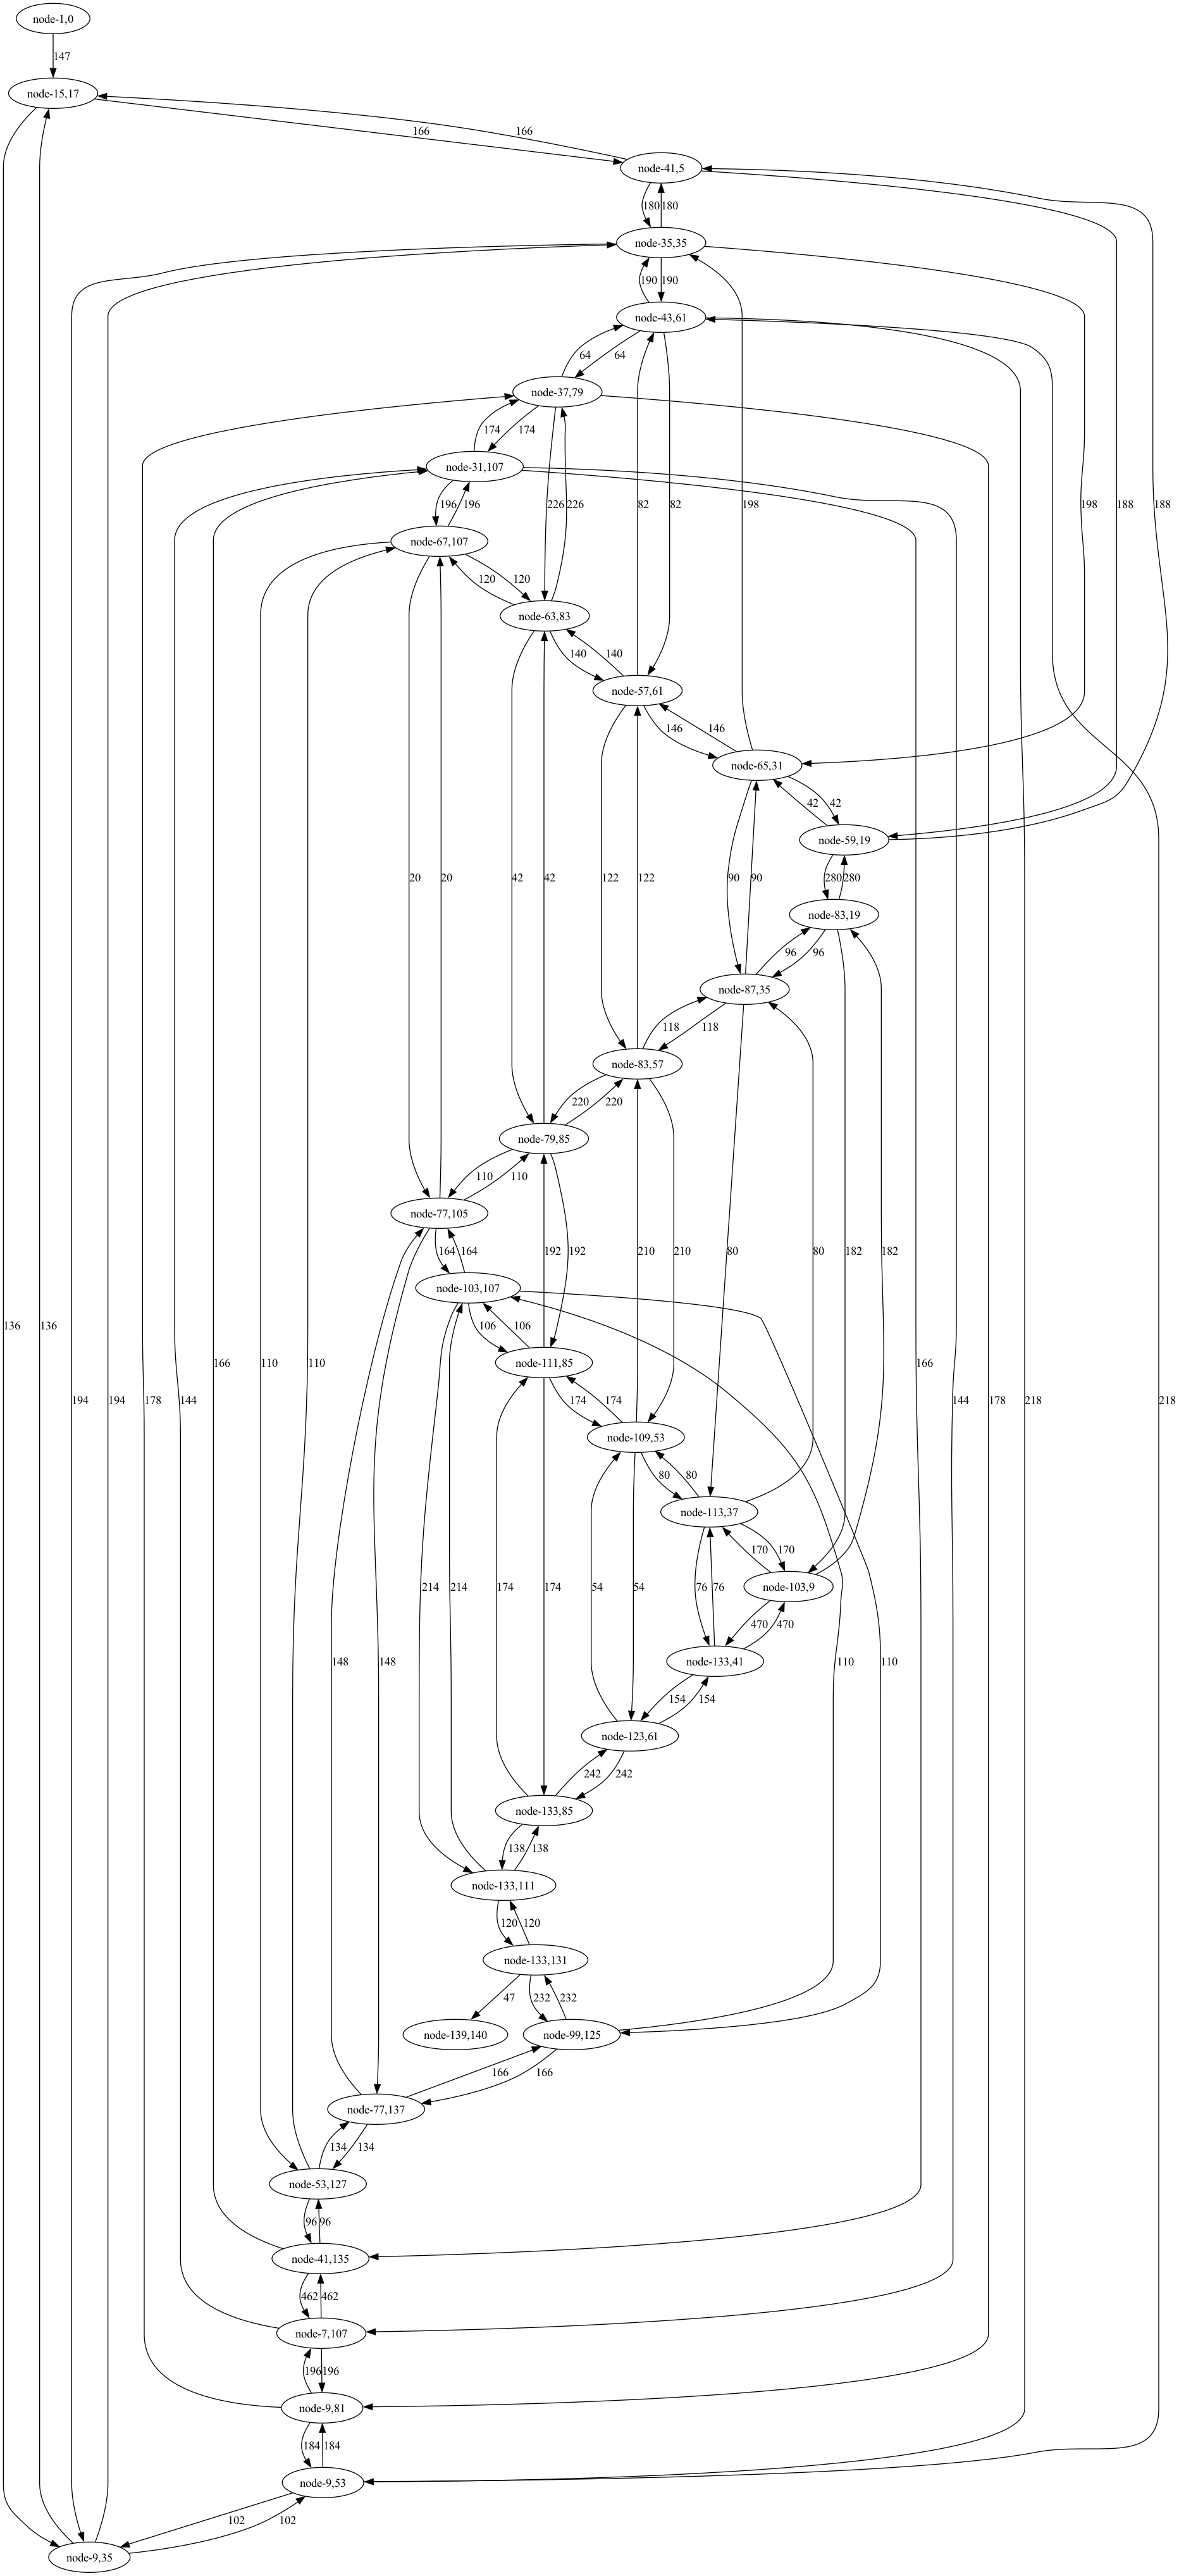 node-1,0
147
node-15,17
166 166
node-41,5
180 180
node-35,35
190 190
node-43,61
64 64
node-37,79
174 174
node-31,107
196 196 226 226 82 82 198 198 188 188
node-67,107
120 120
node-63,83
140 140
node-57,61
146 146
node-65,31
42 42
node-59,19
20 20 42 42 122 122 90 90 280 280
node-83,19
96 96
node-87,35
118 118
node-83,57
220 220
node-79,85
110 110
node-77,105
164 164 192 192 210 210 80 80 182 182
node-103,107
136 136 106 106
node-111,85
110 110 166 166
194 194 178 144 174 174 144 178 218 218
node-109,53
80 80
node-113,37
214 214 174 174 54 54 170 170
76 76
node-103,9
470 470
node-133,41
148 148 154 154 110 110
node-123,61
242 242
node-133,85
138 138
node-133,111
120 120
node-133,131
47 232 232
node-139,140
node-99,125
166 166
node-77,137
134 134
node-53,127
96 96
node-41,135
462 462
node-7,107
196 196
node-9,81
184 184
node-9,53
102 102
node-9,35